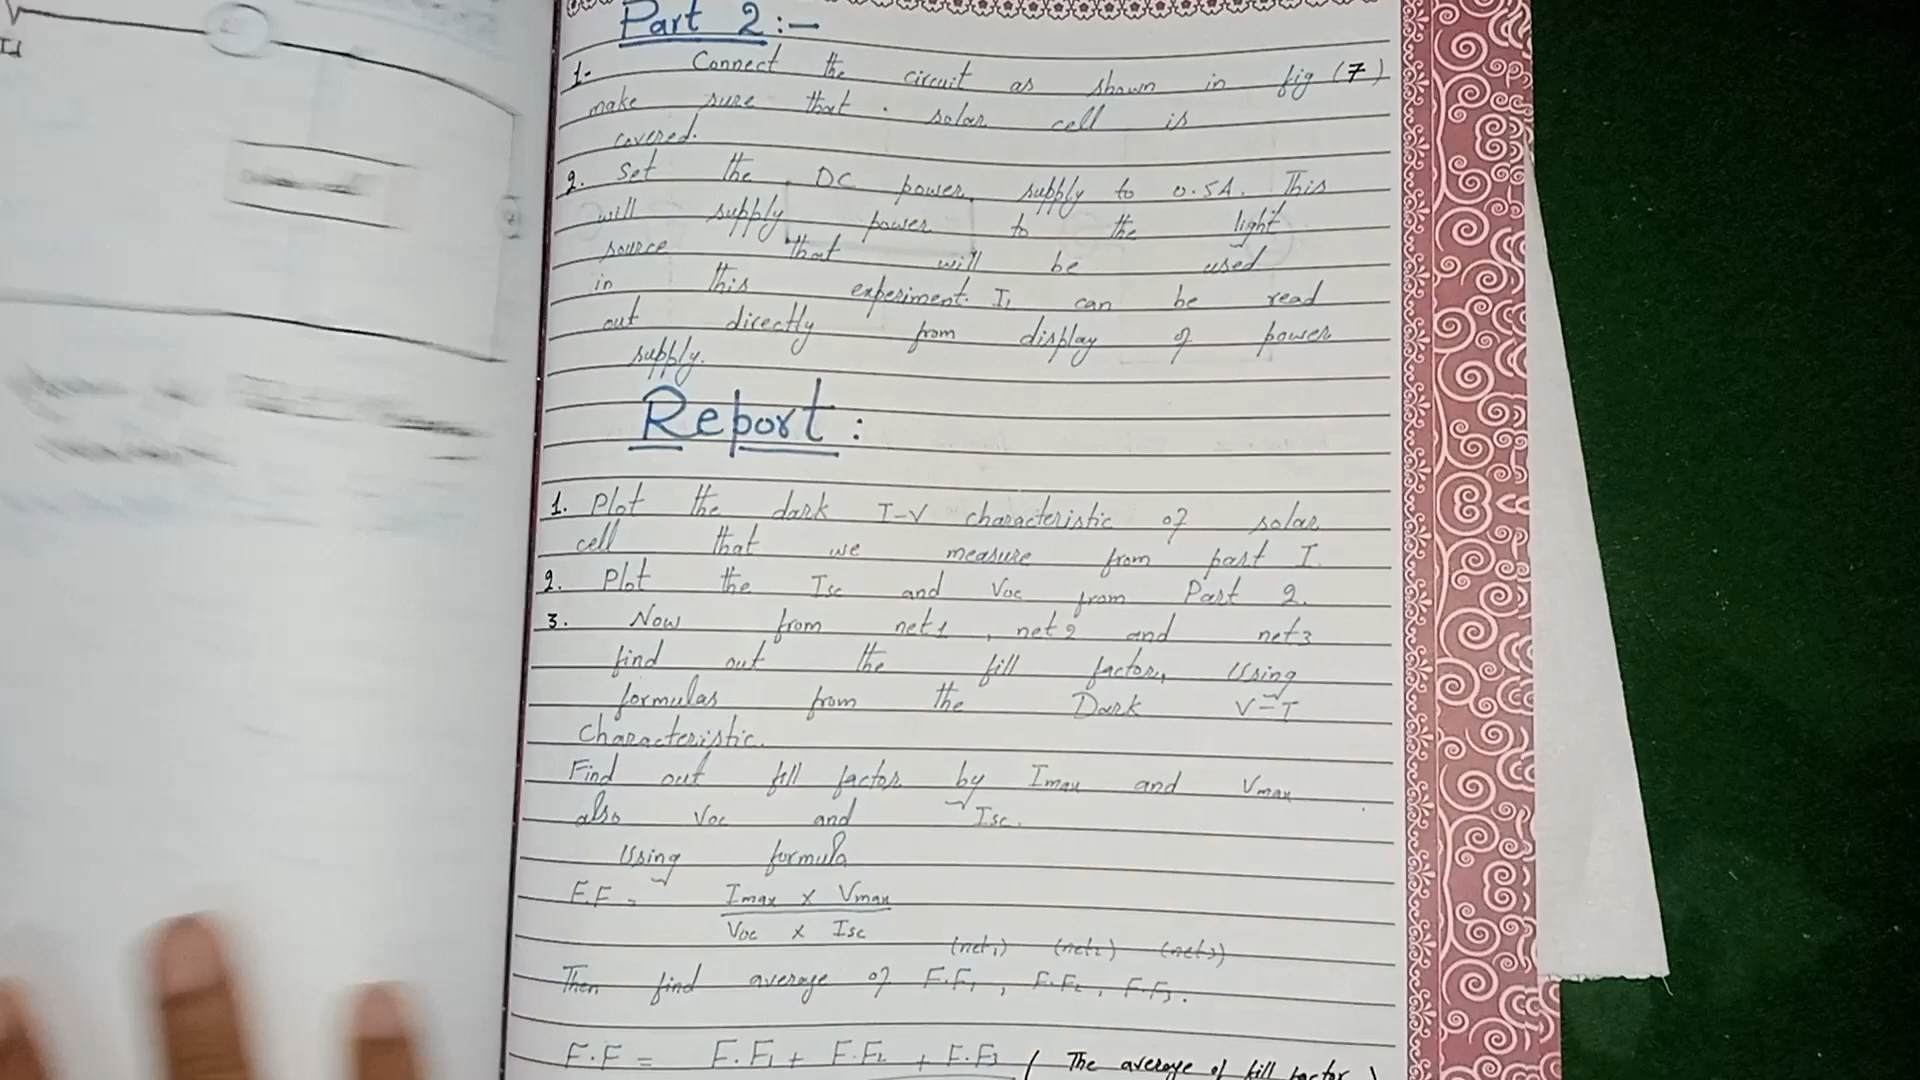 Part 2:-
1- Connect the circuit as shown in fig (7)
make sure that solar cell is
covered.
2. Set the DC power supply to 0.5A. This
will supply power to the light
source that will be used
in this experiment. I₁ can be read
out directly from display of power
supply.
Report:
1. Plot the dark I-V characteristic of solar
cell that we measure from part I.
2. Plot the Isc and Voc from Part 2.
3. Now from net1, net2 and net3
find out the fill factor, Using
formulas from the Dark V-I
Characteristic.
Find out fill factor by Imax and Vmax
also Voc and Isc.
Using formula
F.F = Imax x Vmax
Voc x Isc
(net₁) (net₂) (net₃)
Then find average of F.F₁, F.F₂, F.F₃.
F.F = F.F₁ + F.F₂ + F.F₃ (The average of fill factor)